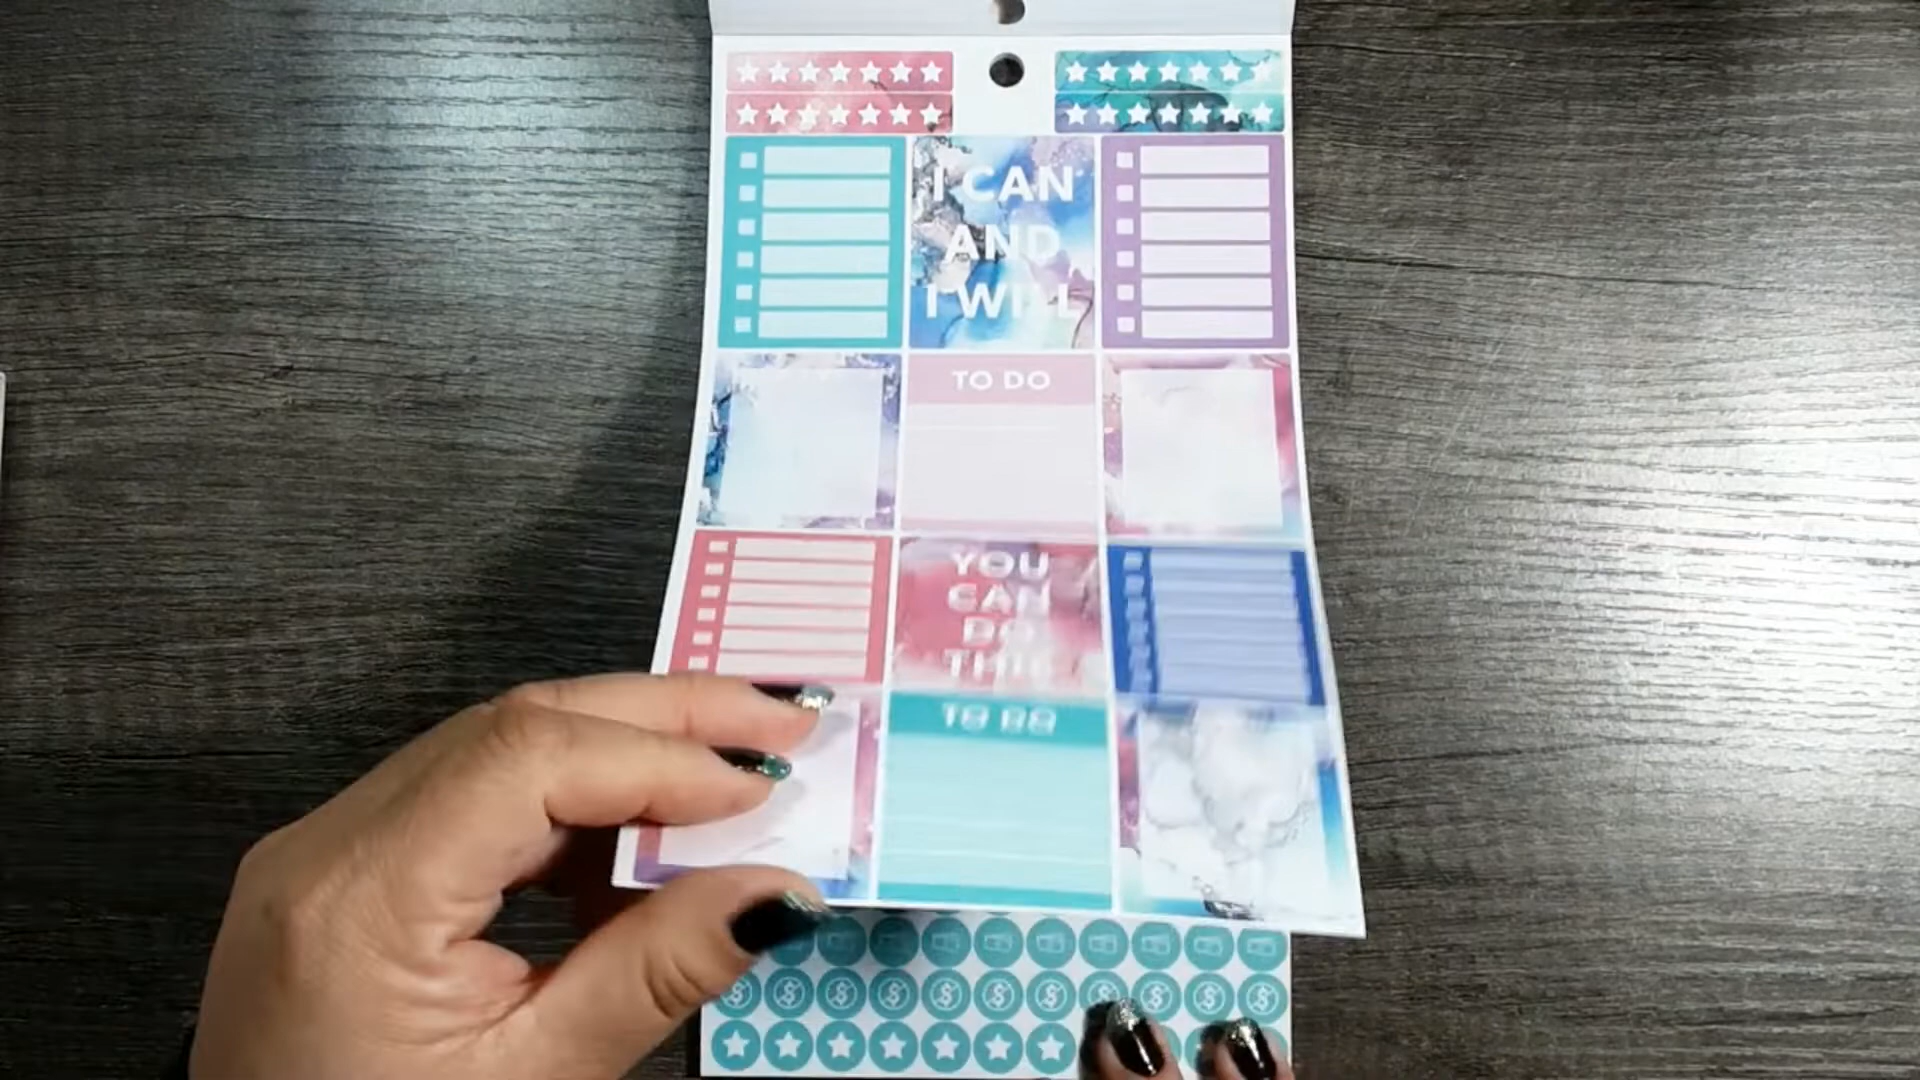 I CAN
AND
I WILL
TO DO
YOU
CAN
DO
THIS
TO DO